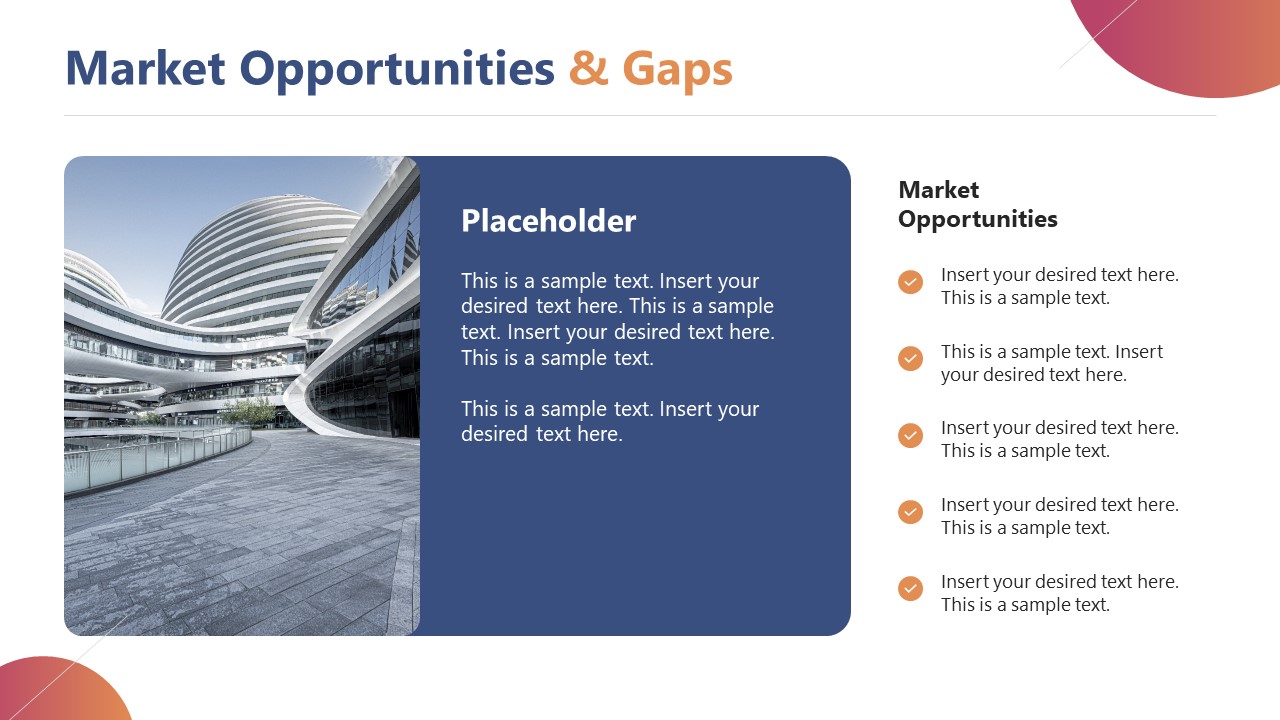 Market Opportunities & Gaps
Placeholder
This is a sample text. Insert your
desired text here. This is a sample
text. Insert your desired text here.
This is a sample text.
This is a sample text. Insert your
desired text here.
Market
Opportunities
Insert your desired text here.
This is a sample text.
This is a sample text. Insert
your desired text here.
Insert your desired text here.
This is a sample text.
Insert your desired text here.
This is a sample text.
Insert your desired text here.
This is a sample text.